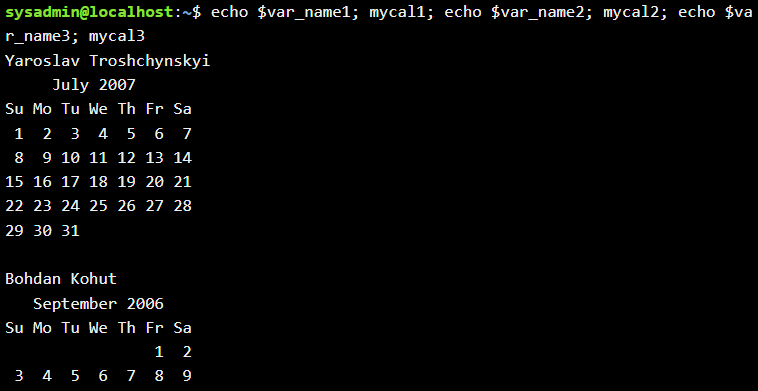 sysadmin@localhost:~$ echo $var_name1; mycal1; echo $var_name2; mycal2; echo $va
r_name3; mycal3
Yaroslav Troshchynskyi
     July 2007
Su Mo Tu We Th Fr Sa
 1  2  3  4  5  6  7
 8  9 10 11 12 13 14
15 16 17 18 19 20 21
22 23 24 25 26 27 28
29 30 31

Bohdan Kohut
   September 2006
Su Mo Tu We Th Fr Sa
                1  2
 3  4  5  6  7  8  9